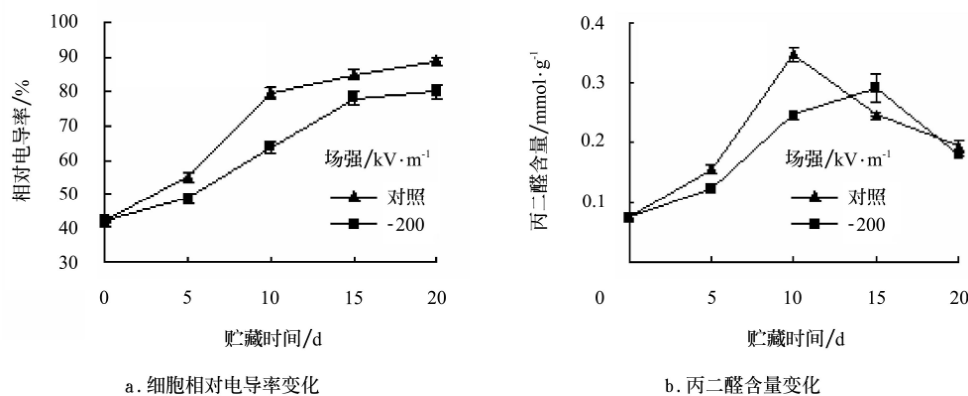 100
90
80
70
60
50
40
30
相对电导率/%
场强/kV·m⁻¹
对照
-200
0 5 10 15 20
贮藏时间/d
a.细胞相对电导率变化
0.4
0.3
0.2
0.1
丙二醛含量/mmol·g⁻¹
场强/kV·m⁻¹
对照
-200
0 5 10 15 20
贮藏时间/d
b.丙二醛含量变化